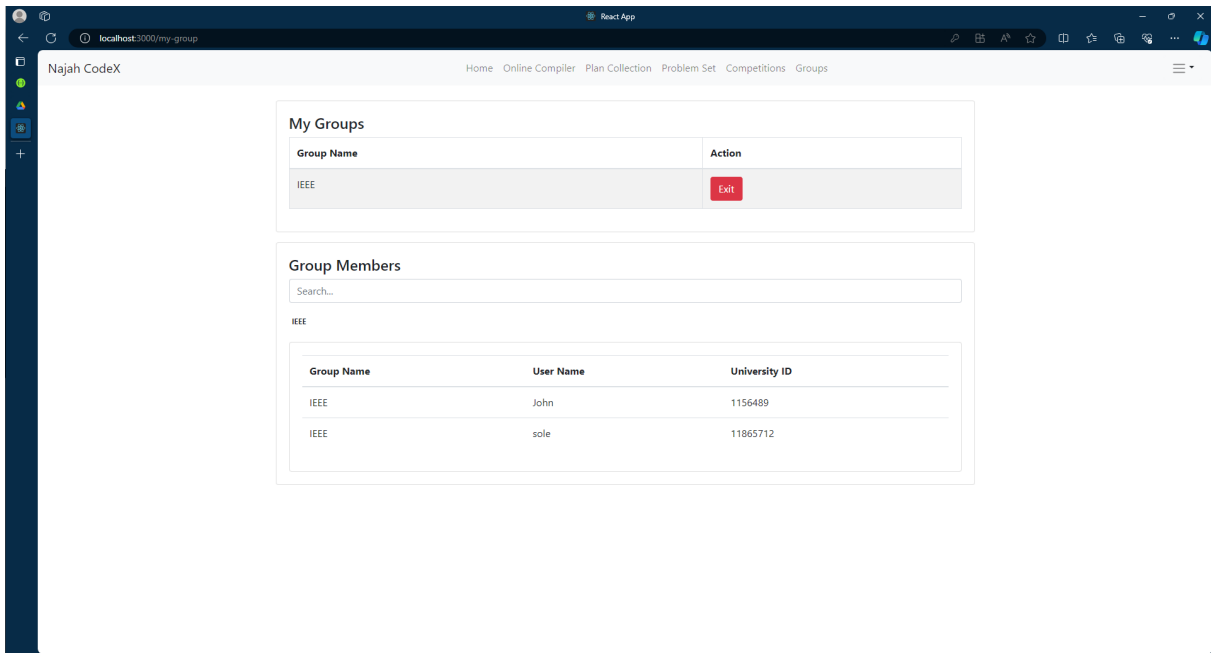 React App
localhost:3000/my-group
Najah CodeX
Home Online Compiler Plan Collection Problem Set Competitions Groups
My Groups
Group Name Action
IEEE Exit
Group Members
Search...
IEEE
Group Name User Name University ID
IEEE John 1156489
IEEE sole 11865712